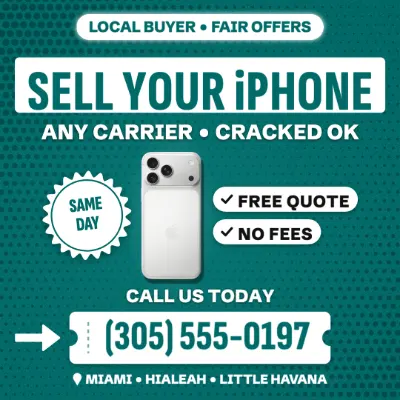 LOCAL BUYER • FAIR OFFERS
SELL YOUR iPHONE
ANY CARRIER • CRACKED OK
SAME
DAY
✓ FREE QUOTE
✓ NO FEES
CALL US TODAY
(305) 555-0197
MIAMI • HIALEAH • LITTLE HAVANA